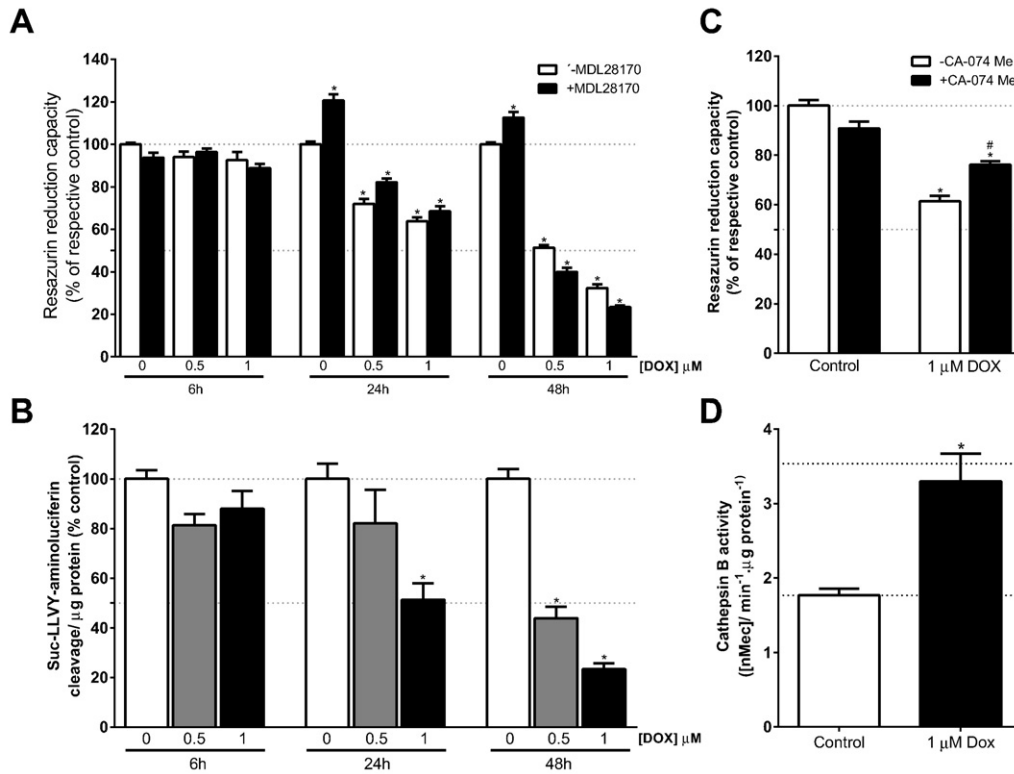 A
Resazurin reduction capacity
(% of respective control)
140
120
100
80
60
40
20
0
´-MDL28170
+MDL28170
* * * * * * * * * *
0 0.5 1 0 0.5 1 0 0.5 1 [DOX] µM
6h 24h 48h
B
Suc-LLVY-aminoluciferin
cleavage/ µg protein (% control)
120
100
80
60
40
20
0
* * *
0 0.5 1 0 0.5 1 0 0.5 1 [DOX] µM
6h 24h 48h
C
Resazurin reduction capacity
(% of respective control)
120
100
80
60
40
20
0
-CA-074 Me
+CA-074 Me
#
* *
Control 1 µM DOX
D
Cathepsin B activity
([nMec]/ min⁻¹.µg protein⁻¹)
4
3
2
1
0
*
Control 1 µM Dox